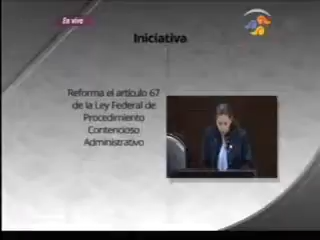 En vivo
Iniciativa
Reforma el artículo 67
de la Ley Federal de
Procedimiento
Contencioso
Administrativo